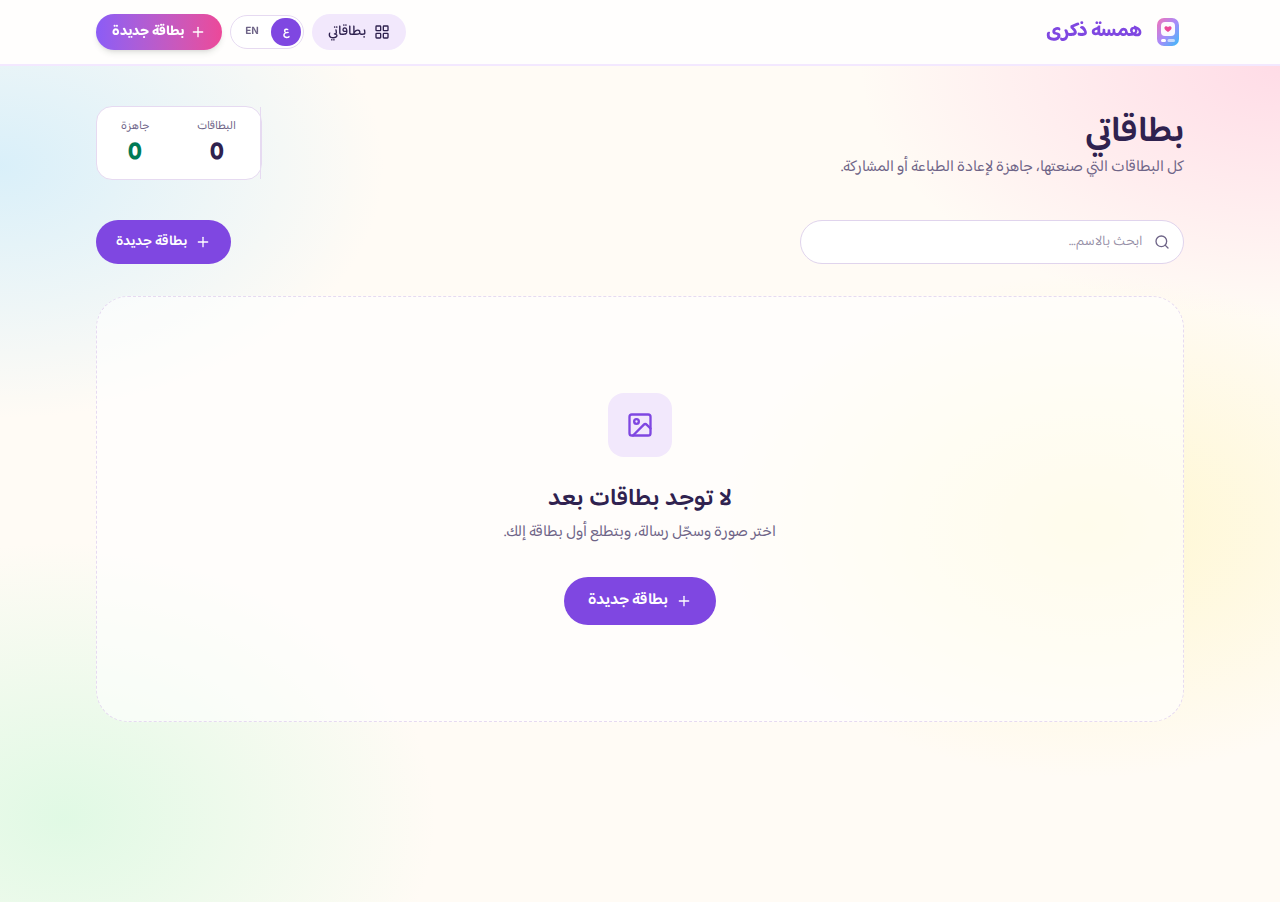 همسة ذكرى
بطاقاتي
ع
EN
بطاقة جديدة
بطاقاتي
كل البطاقات التي صنعتها، جاهزة لإعادة الطباعة أو المشاركة.
البطاقات
0
جاهزة
0
ابحث بالاسم...
بطاقة جديدة
لا توجد بطاقات بعد
اختر صورة وسجّل رسالة، وبتطلع أول بطاقة إلك.
بطاقة جديدة